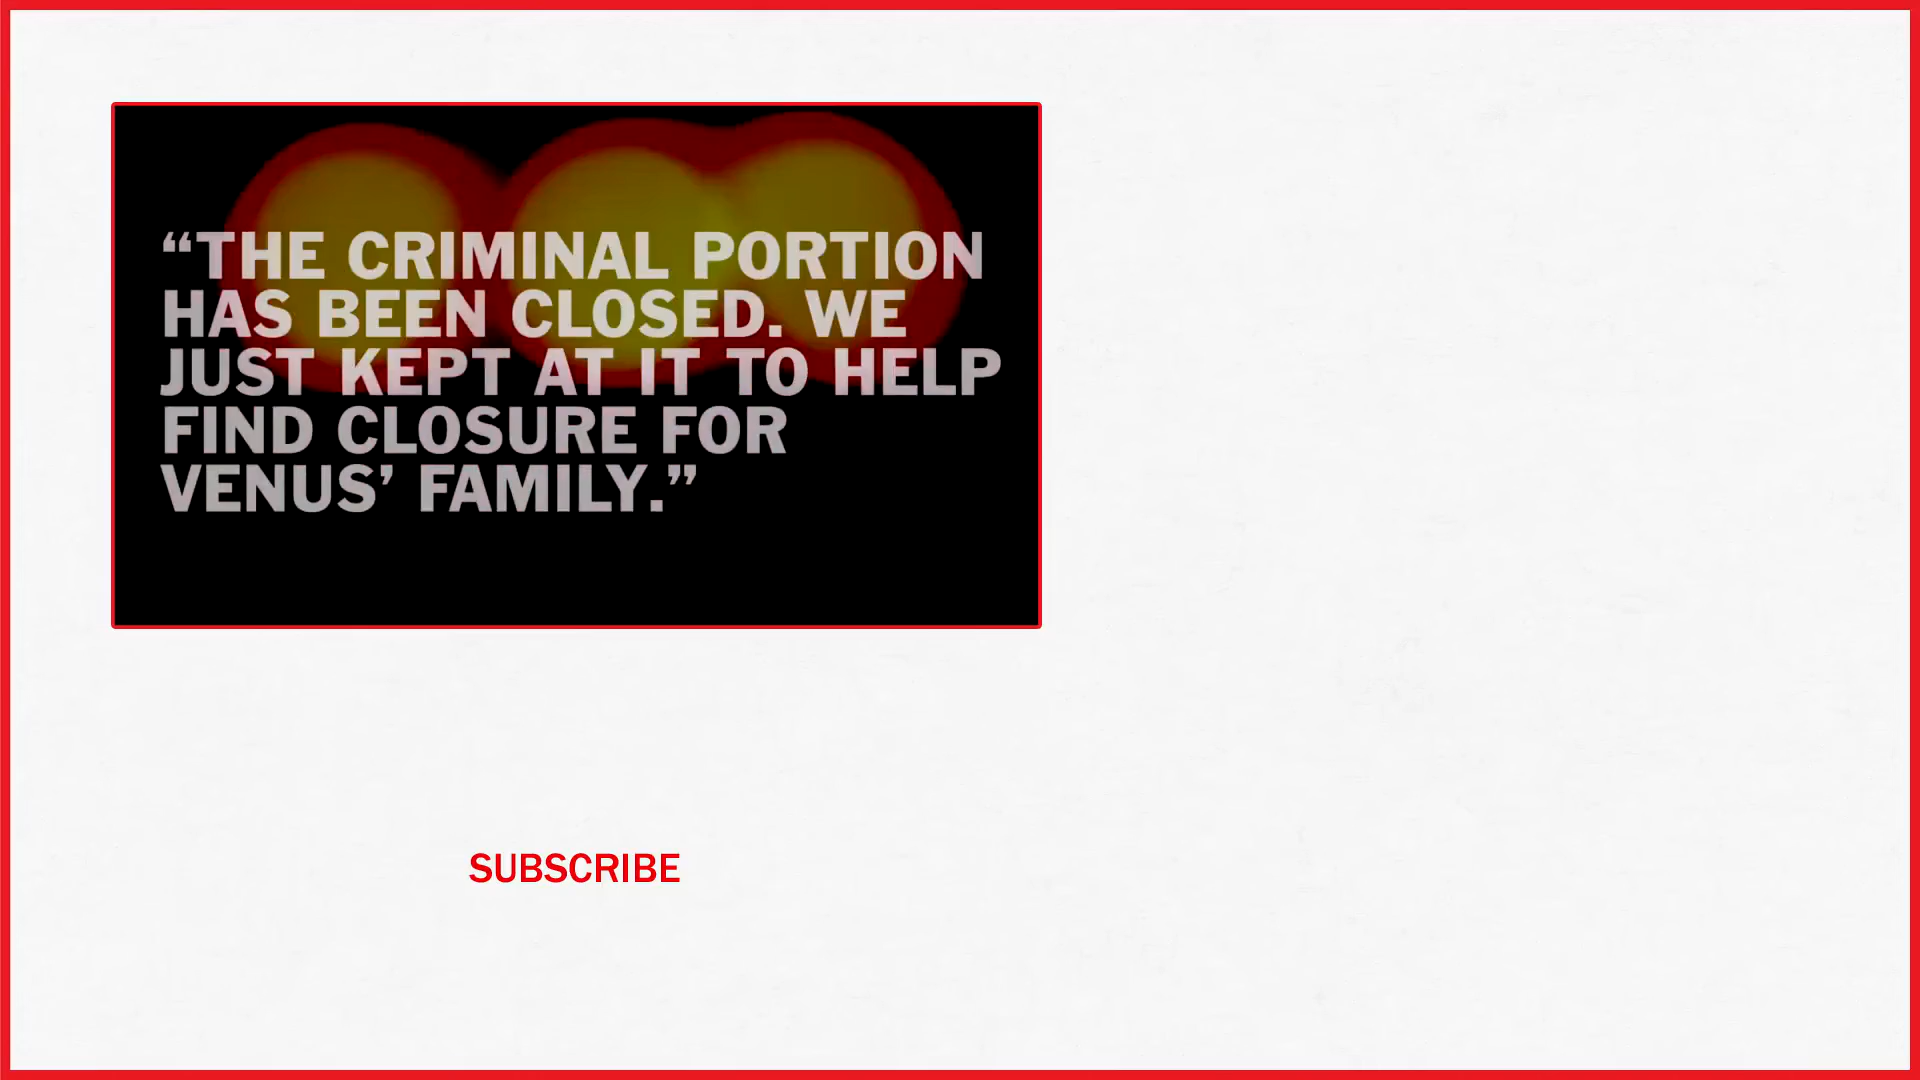 “THE CRIMINAL PORTION
HAS BEEN CLOSED. WE
JUST KEPT AT IT TO HELP
FIND CLOSURE FOR
VENUS’ FAMILY.”
SUBSCRIBE